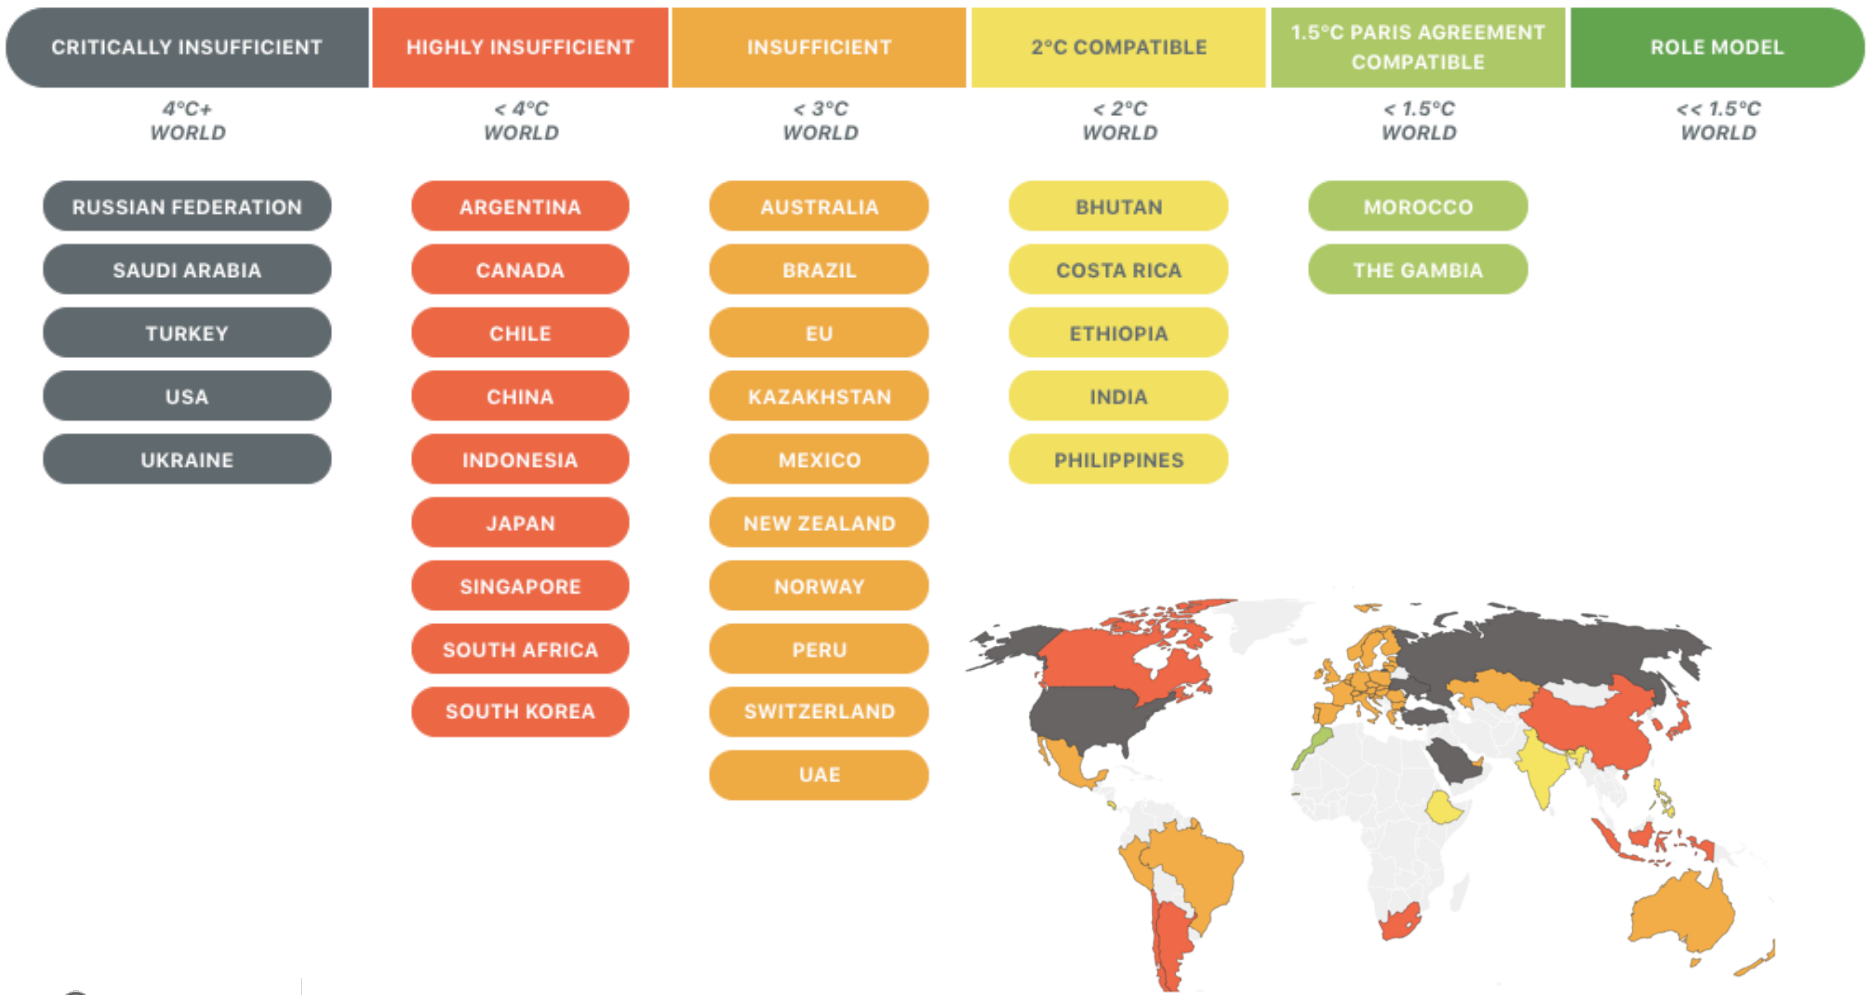 CRITICALLY INSUFFICIENT
HIGHLY INSUFFICIENT
INSUFFICIENT
2°C COMPATIBLE
1.5°C PARIS AGREEMENT
COMPATIBLE
ROLE MODEL
4°C+
WORLD
< 4°C
WORLD
< 3°C
WORLD
< 2°C
WORLD
< 1.5°C
WORLD
<< 1.5°C
WORLD
RUSSIAN FEDERATION
SAUDI ARABIA
TURKEY
USA
UKRAINE
ARGENTINA
CANADA
CHILE
CHINA
INDONESIA
JAPAN
SINGAPORE
SOUTH AFRICA
SOUTH KOREA
AUSTRALIA
BRAZIL
EU
KAZAKHSTAN
MEXICO
NEW ZEALAND
NORWAY
PERU
SWITZERLAND
UAE
BHUTAN
COSTA RICA
ETHIOPIA
INDIA
PHILIPPINES
MOROCCO
THE GAMBIA